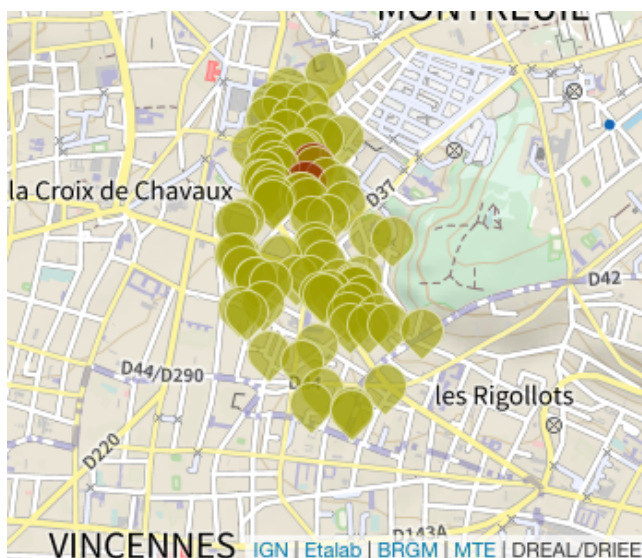 MONTREUIL
la Croix de Chavaux
D37
D42
D44/D290
les Rigollots
D220
D143A
VINCENNES IGN | Etalab | BRGM | MTE | DREAL/DRIEE